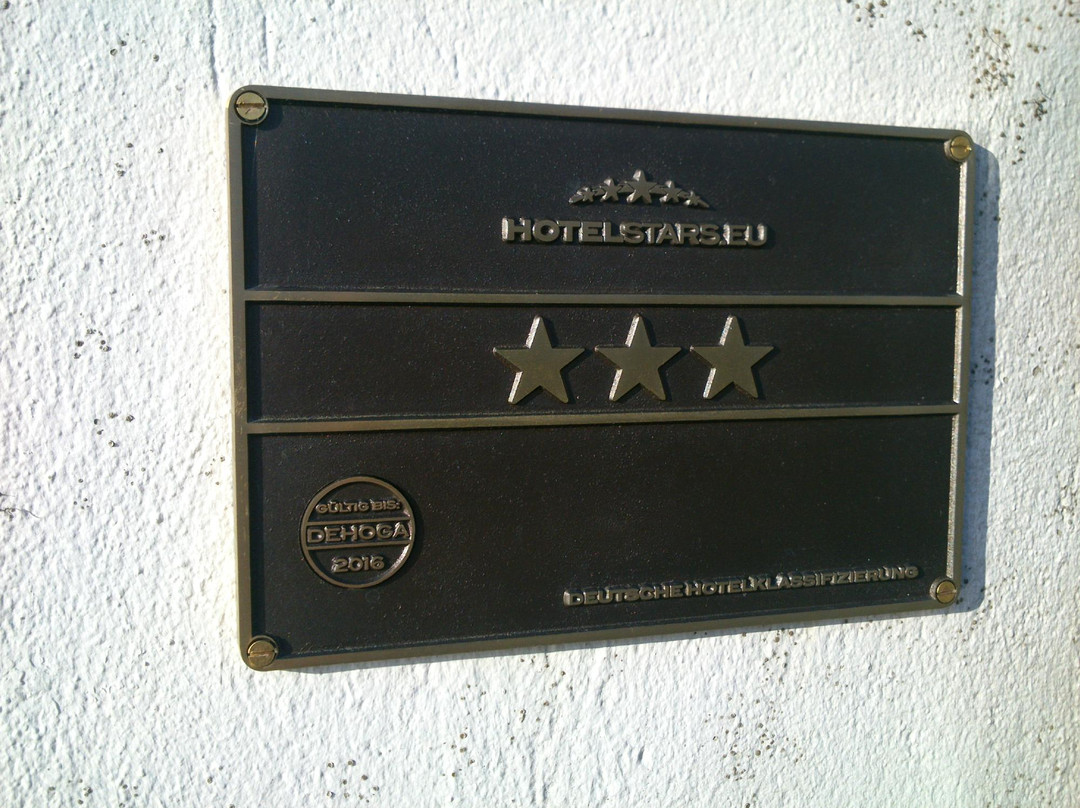 HOTELSTARS.EU
GÜLTIG BIS:
DEHOGA
2016
DEUTSCHE HOTELKLASSIFIZIERUNG